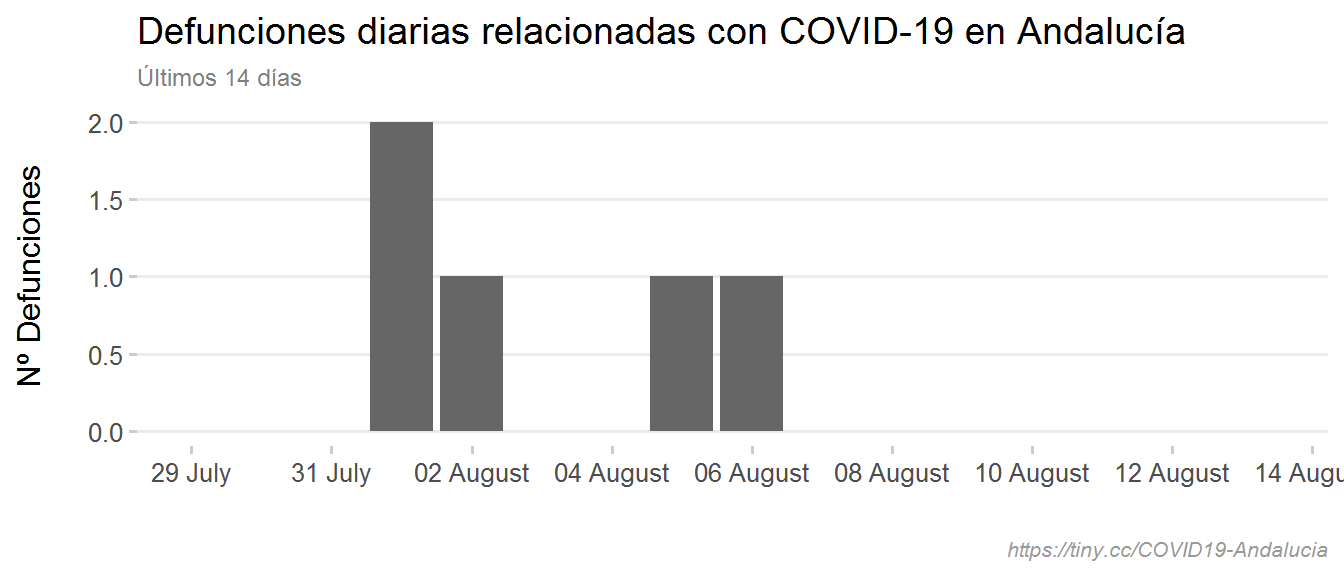 Defunciones diarias relacionadas con COVID-19 en Andalucía
Últimos 14 días
Nº Defunciones
2.0
1.5
1.0
0.5
0.0
29 July 31 July 02 August 04 August 06 August 08 August 10 August 12 August 14 Augu
https://tiny.cc/COVID19-Andalucia